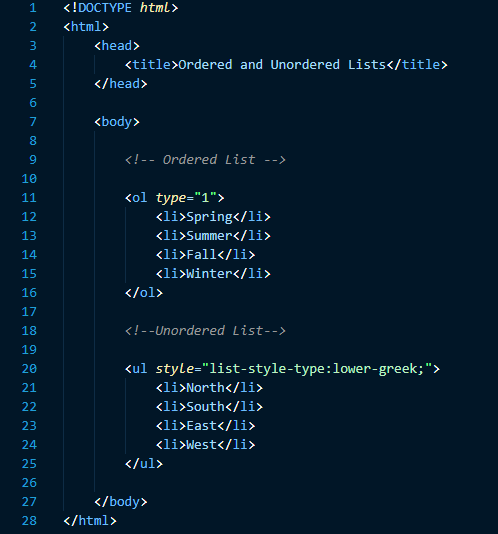 1 <!DOCTYPE html>
2 <html>
3     <head>
4         <title>Ordered and Unordered Lists</title>
5     </head>
6
7     <body>
8
9         <!-- Ordered List -->
10
11         <ol type="1">
12             <li>Spring</li>
13             <li>Summer</li>
14             <li>Fall</li>
15             <li>Winter</li>
16         </ol>
17
18         <!--Unordered List-->
19
20         <ul style="list-style-type:lower-greek;">
21             <li>North</li>
22             <li>South</li>
23             <li>East</li>
24             <li>West</li>
25         </ul>
26
27     </body>
28 </html>